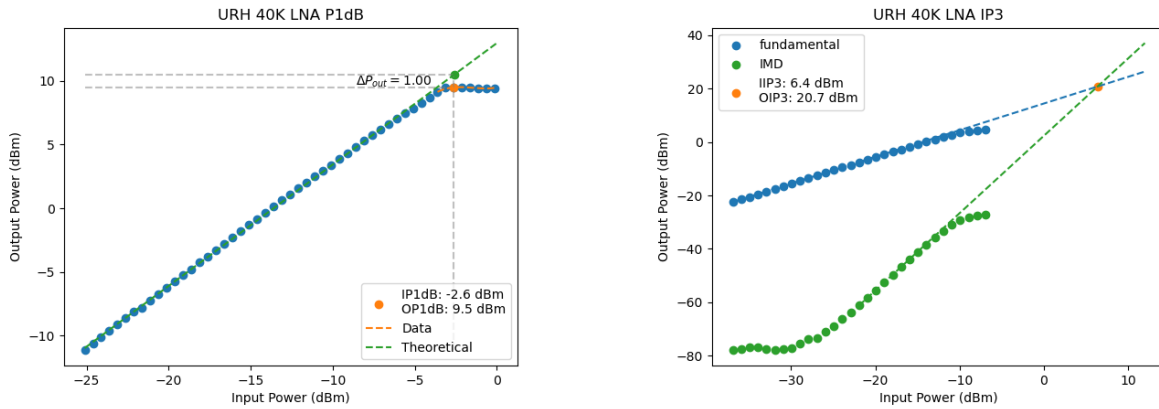 URH 40K LNA P1dB
Output Power (dBm)
10
5
0
−5
−10
ΔP_out = 1.00
IP1dB: -2.6 dBm
OP1dB: 9.5 dBm
Data
Theoretical
−25
−20
−15
−10
−5
0
Input Power (dBm)
URH 40K LNA IP3
Output Power (dBm)
40
20
0
−20
−40
−60
−80
fundamental
IMD
IIP3: 6.4 dBm
OIP3: 20.7 dBm
−30
−20
−10
0
10
Input Power (dBm)